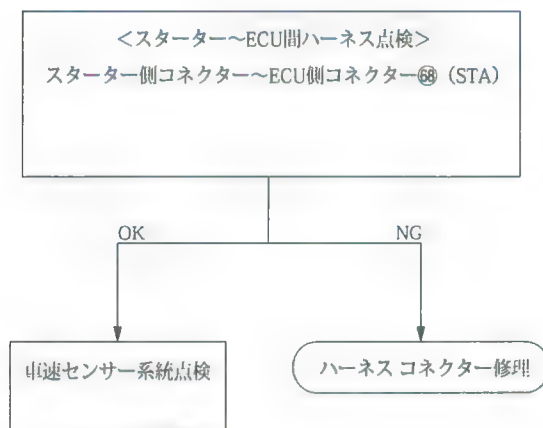 <スターター～ECU間ハーネス点検>
スターター側コネクター～ECU側コネクター㊿+18 (STA)
OK
NG
車速センサー系統点検
ハーネス コネクター修理